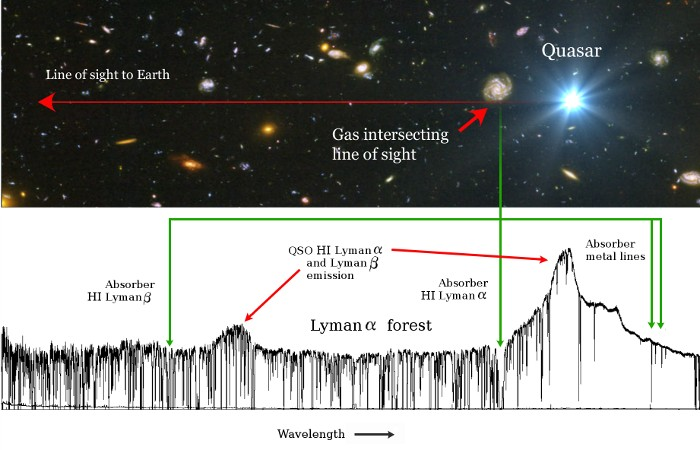 Quasar
Line of sight to Earth
Gas intersecting
line of sight
QSO HI Lyman α
and Lyman β
emission
Absorber
metal lines
Absorber
HI Lyman β
Absorber
HI Lyman α
Lyman α forest
Wavelength